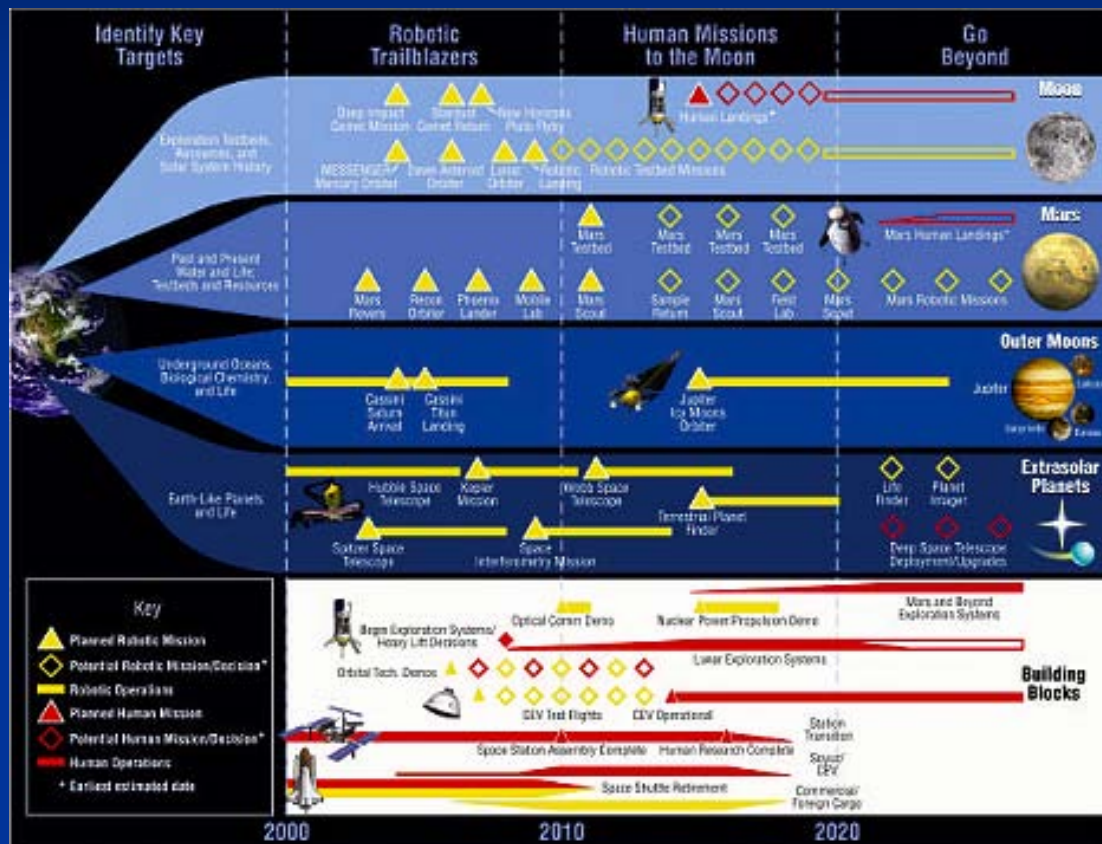 Identify Key
Targets
Robotic
Trailblazers
Human Missions
to the Moon
Go
Beyond
Moon
Exploration Testbeds,
Resources, and
Solar System History
Deep Impact
Comet Mission
Stardust
Comet Return
New Horizons
Pluto Flyby
Human Landings*
MESSENGER
Mercury Orbiter
Dawn Asteroid
Orbiter
Lunar
Orbiter
Robotic
Landing
Robotic Testbed Missions
Mars
Past and Present
Water and Life;
Testbeds and Resources
Mars
Testbed
Mars
Testbed
Mars
Testbed
Mars
Testbed
Mars Human Landings*
Mars
Rovers
Recon
Orbiter
Phoenix
Lander
Mobile
Lab
Mars
Scout
Sample
Return
Mars
Scout
Field
Lab
Mars
Scout
Mars Robotic Missions
Outer Moons
Underground Oceans,
Biological Chemistry,
and Life
Cassini
Saturn
Arrival
Cassini
Titan
Landing
Jupiter
Icy Moons
Orbiter
Jupiter
Extrasolar
Planets
Earth-Like Planets
and Life
Hubble Space
Telescope
Kepler
Mission
Webb Space
Telescope
Terrestrial Planet
Finder
Life
Finder
Planet
Imager
Spitzer Space
Telescope
Space
Interferometry Mission
Deep Space Telescope
Deployment/Upgrades
Key
Planned Robotic Mission
Potential Robotic Mission/Decision*
Robotic Operations
Planned Human Mission
Potential Human Mission/Decision*
Human Operations
* Earliest estimated date
Building
Blocks
Mars and Beyond
Exploration Systems
Optical Comm Demo
Nuclear Power/Propulsion Demo
Begin Exploration Systems/
Heavy Lift Decisions
Lunar Exploration Systems
Orbital Tech. Demos
CEV Test Flights
CEV Operational
Station
Transition
Space Station Assembly Complete
Human Research Complete
Soyuz/
CEV
Space Shuttle Retirement
Commercial/
Foreign Cargo
2000
2010
2020